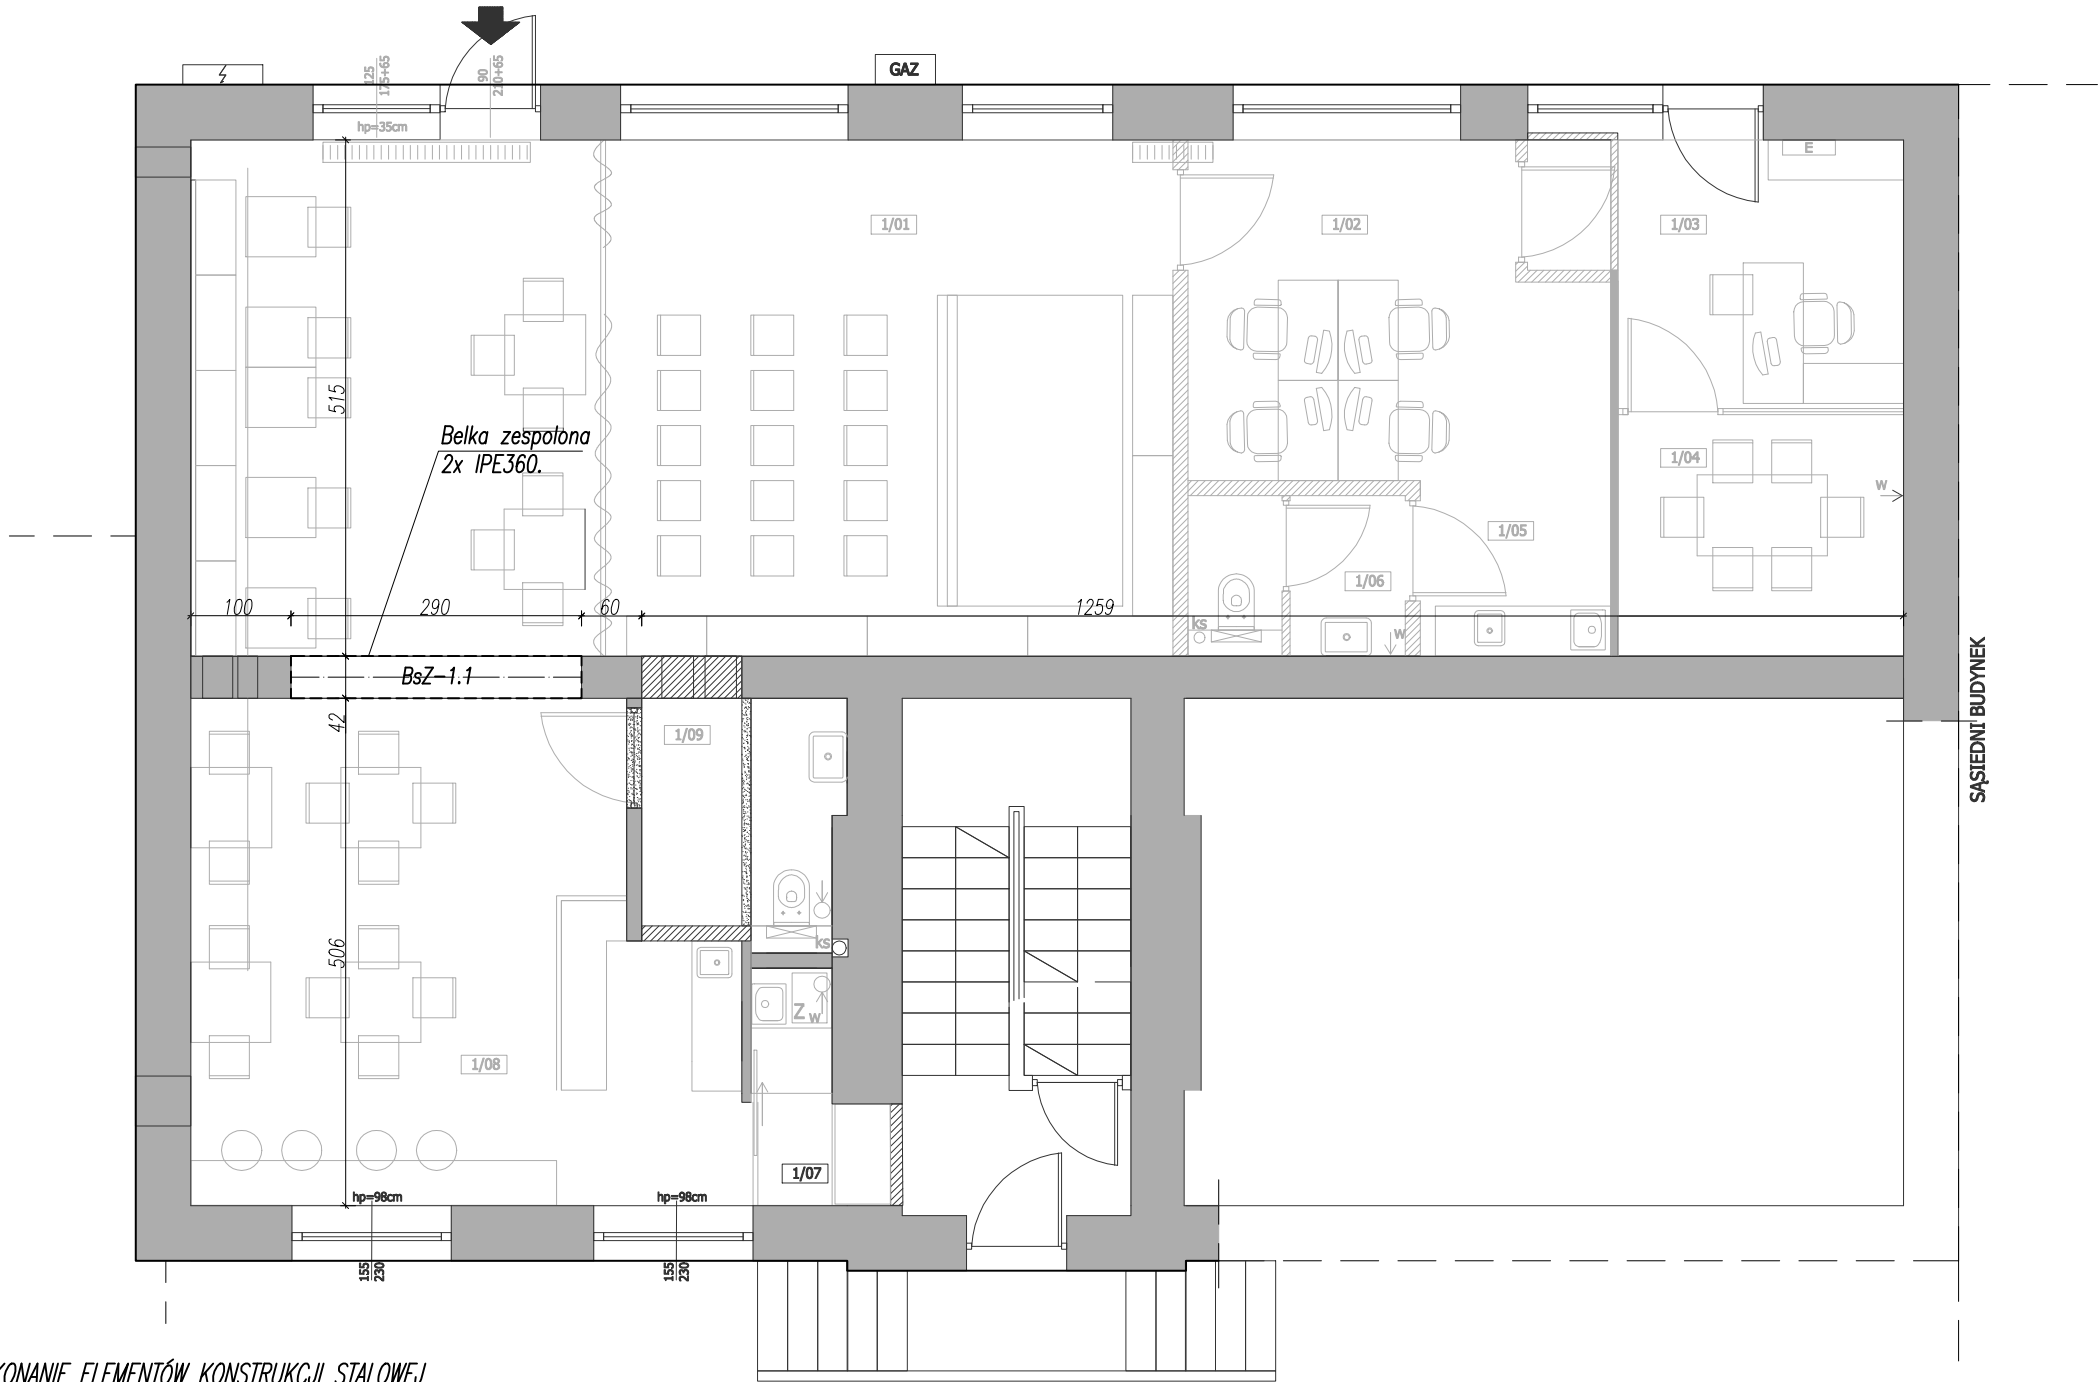 GAZ
125
175+65
90
210+65
hp=35cm
E
1/01
1/02
1/03
515
Belka zespolona
2x IPE360.
1/04
w
1/05
1/06
100
290
60
1259
ks
w
BsZ-1.1
SĄSIEDNI BUDYNEK
42
1/09
506
ks
Z
w
1/08
1/07
hp=98cm
hp=98cm
155
230
155
230
KONANIE ELEMENTÓW KONSTRUKCJI STALOWEJ